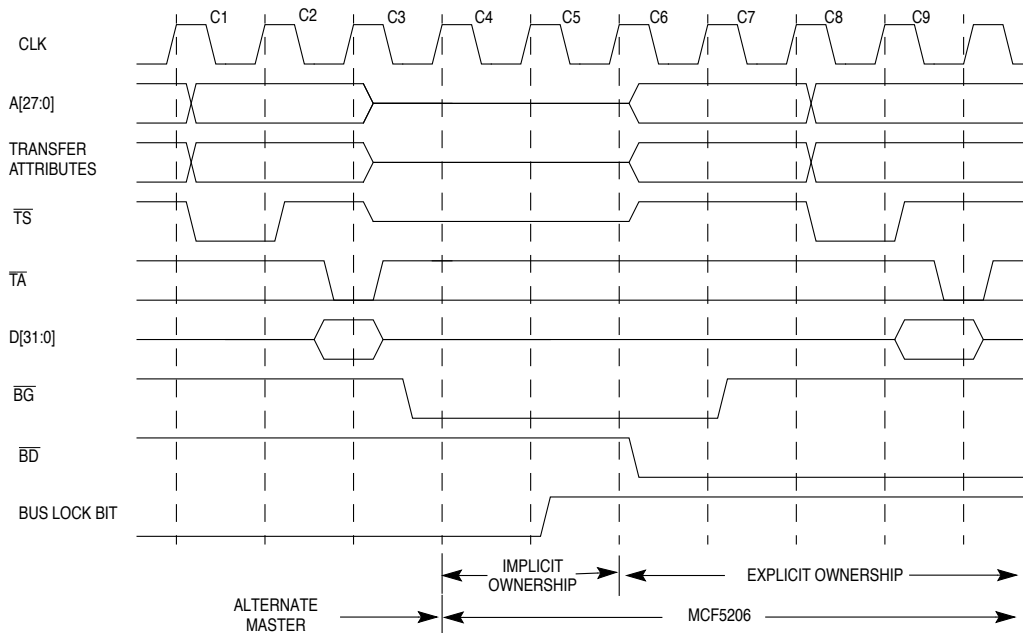 C1 C2 C3 C4 C5 C6 C7 C8 C9
CLK
A[27:0]
TRANSFER
ATTRIBUTES
TS
TA
D[31:0]
BG
BD
BUS LOCK BIT
IMPLICIT
OWNERSHIP
EXPLICIT OWNERSHIP
ALTERNATE
MASTER
MCF5206